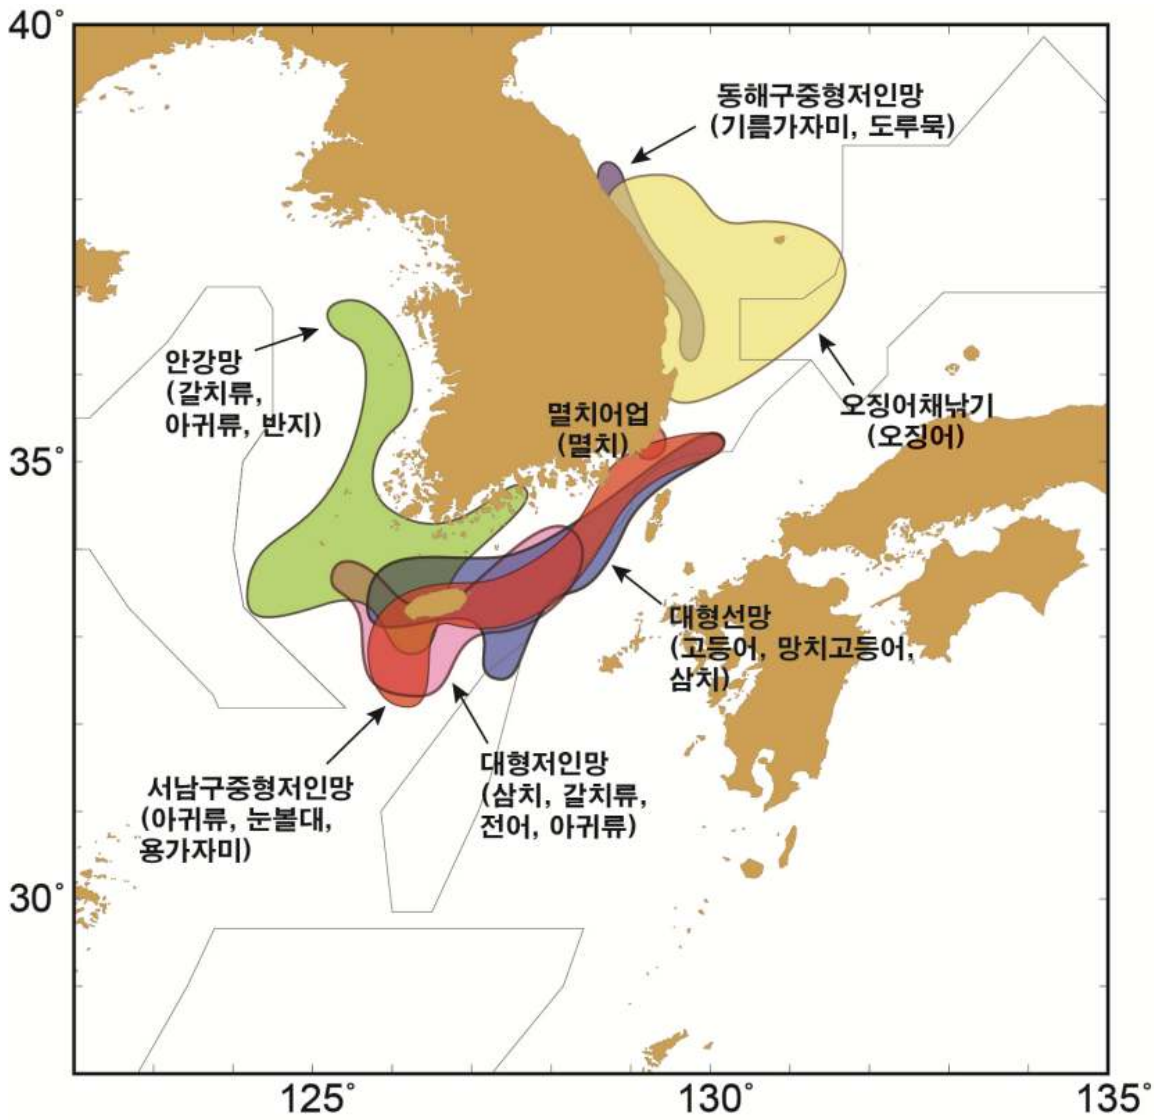 40°
동해구중형저인망
(기름가자미, 도루묵)
안강망
(갈치류,
아귀류, 반지)
멸치어업
(멸치)
오징어채낚기
(오징어)
35°
대형선망
(고등어, 망치고등어,
삼치)
서남구중형저인망
(아귀류, 눈볼대,
용가자미)
대형저인망
(삼치, 갈치류,
전어, 아귀류)
30°
125°
130°
135°